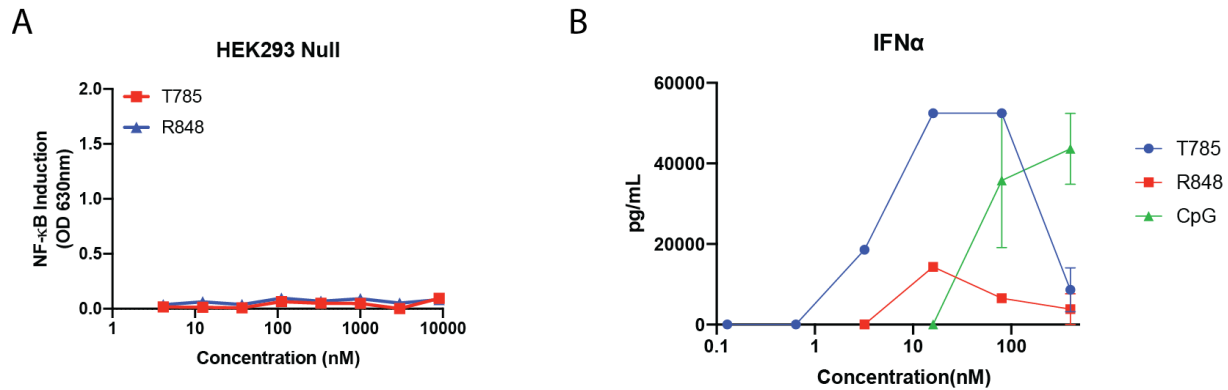 A
HEK293 Null
2.0
1.5
1.0
0.5
0.0
NF-κB Induction
(OD 630nm)
T785
R848
1
10
100
1000
10000
Concentration (nM)
B
IFNα
60000
40000
20000
0
pg/mL
0.1
1
10
100
Concentration(nM)
T785
R848
CpG